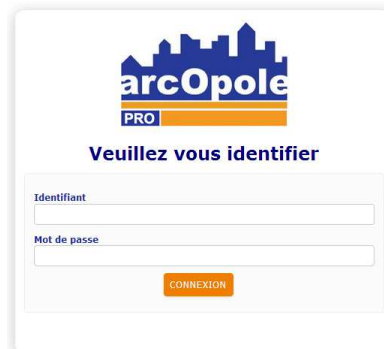 arcOpole
PRO
Veuillez vous identifier
Identifiant
Mot de passe
CONNEXION